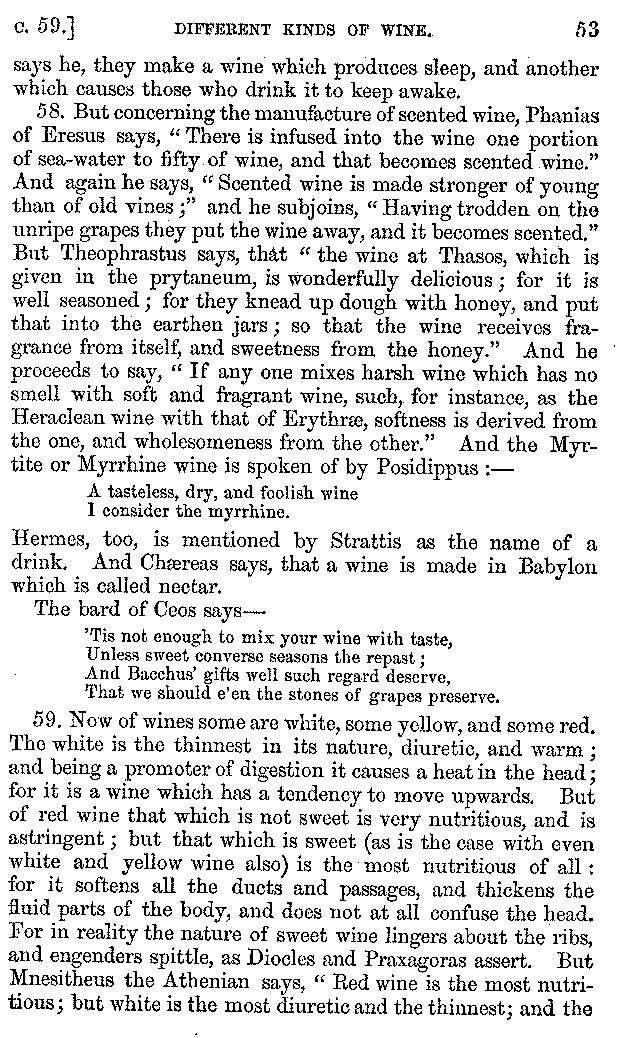 c. 59.] DIFFERENT KINDS OF WINE. 53
says he, they make a wine which produces sleep, and another
which causes those who drink it to keep awake.
58. But concerning the manufacture of scented wine, Phanias
of Eresus says, “ There is infused into the wine one portion
of sea-water to fifty of wine, and that becomes scented wine.”
And again he says, “ Scented wine is made stronger of young
than of old vines ;” and he subjoins, “ Having trodden on the
unripe grapes they put the wine away, and it becomes scented.”
But Theophrastus says, that “ the wine at Thasos, which is
given in the prytaneum, is wonderfully delicious ; for it is
well seasoned ; for they knead up dough with honey, and put
that into the earthen jars ; so that the wine receives fra-
grance from itself, and sweetness from the honey.” And he
proceeds to say, “ If any one mixes harsh wine which has no
smell with soft and fragrant wine, such, for instance, as the
Heraclean wine with that of Erythræ, softness is derived from
the one, and wholesomeness from the other.” And the Myr-
tite or Myrrhine wine is spoken of by Posidippus :—
A tasteless, dry, and foolish wine
I consider the myrrhine.
Hermes, too, is mentioned by Strattis as the name of a
drink. And Chæreas says, that a wine is made in Babylon
which is called nectar.
The bard of Ceos says—
’Tis not enough to mix your wine with taste,
Unless sweet converse seasons the repast ;
And Bacchus’ gifts well such regard deserve,
That we should e’en the stones of grapes preserve.
59. Now of wines some are white, some yellow, and some red.
The white is the thinnest in its nature, diuretic, and warm ;
and being a promoter of digestion it causes a heat in the head ;
for it is a wine which has a tendency to move upwards. But
of red wine that which is not sweet is very nutritious, and is
astringent ; but that which is sweet (as is the case with even
white and yellow wine also) is the most nutritious of all :
for it softens all the ducts and passages, and thickens the
fluid parts of the body, and does not at all confuse the head.
For in reality the nature of sweet wine lingers about the ribs,
and engenders spittle, as Diocles and Praxagoras assert. But
Mnesitheus the Athenian says, “ Red wine is the most nutri-
tious ; but white is the most diuretic and the thinnest ; and the